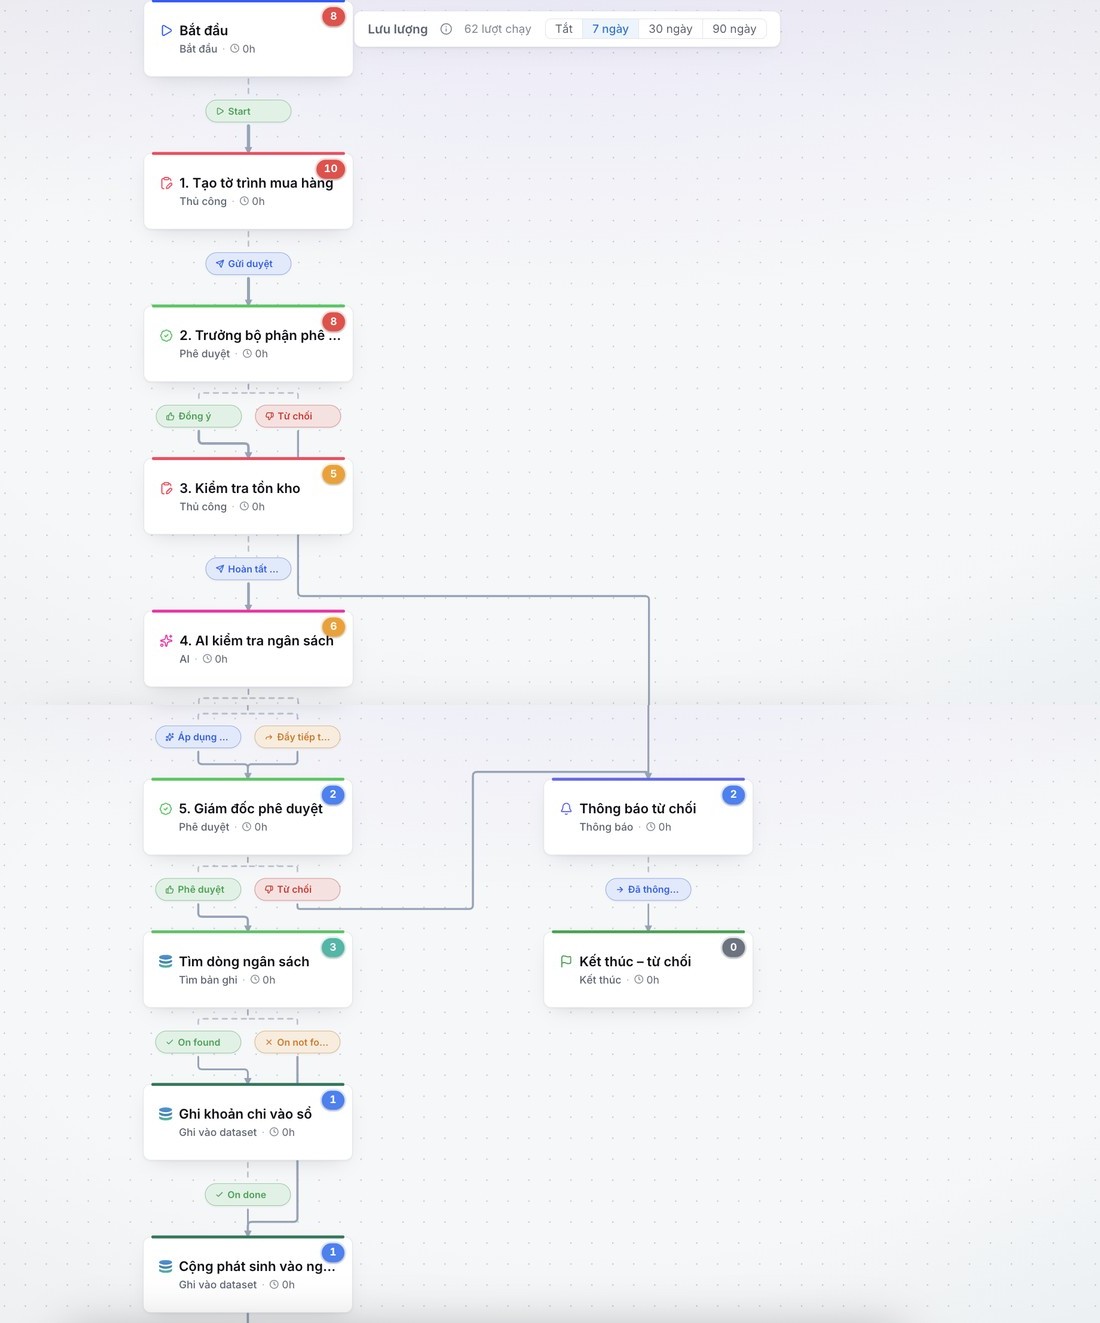 8
Bắt đầu
Bắt đầu · 0h
Lưu lượng 62 lượt chạy Tắt 7 ngày 30 ngày 90 ngày
Start
10
1. Tạo tờ trình mua hàng
Thủ công · 0h
Gửi duyệt
8
2. Trưởng bộ phận phê ...
Phê duyệt · 0h
Đồng ý Từ chối
5
3. Kiểm tra tồn kho
Thủ công · 0h
Hoàn tất ...
6
4. AI kiểm tra ngân sách
AI · 0h
Áp dụng ... Đẩy tiếp t...
2
5. Giám đốc phê duyệt
Phê duyệt · 0h
2
Thông báo từ chối
Thông báo · 0h
Phê duyệt Từ chối
Đã thông...
3
Tìm dòng ngân sách
Tìm bản ghi · 0h
0
Kết thúc – từ chối
Kết thúc · 0h
On found On not fo...
1
Ghi khoản chi vào sổ
Ghi vào dataset · 0h
On done
1
Cộng phát sinh vào ng...
Ghi vào dataset · 0h